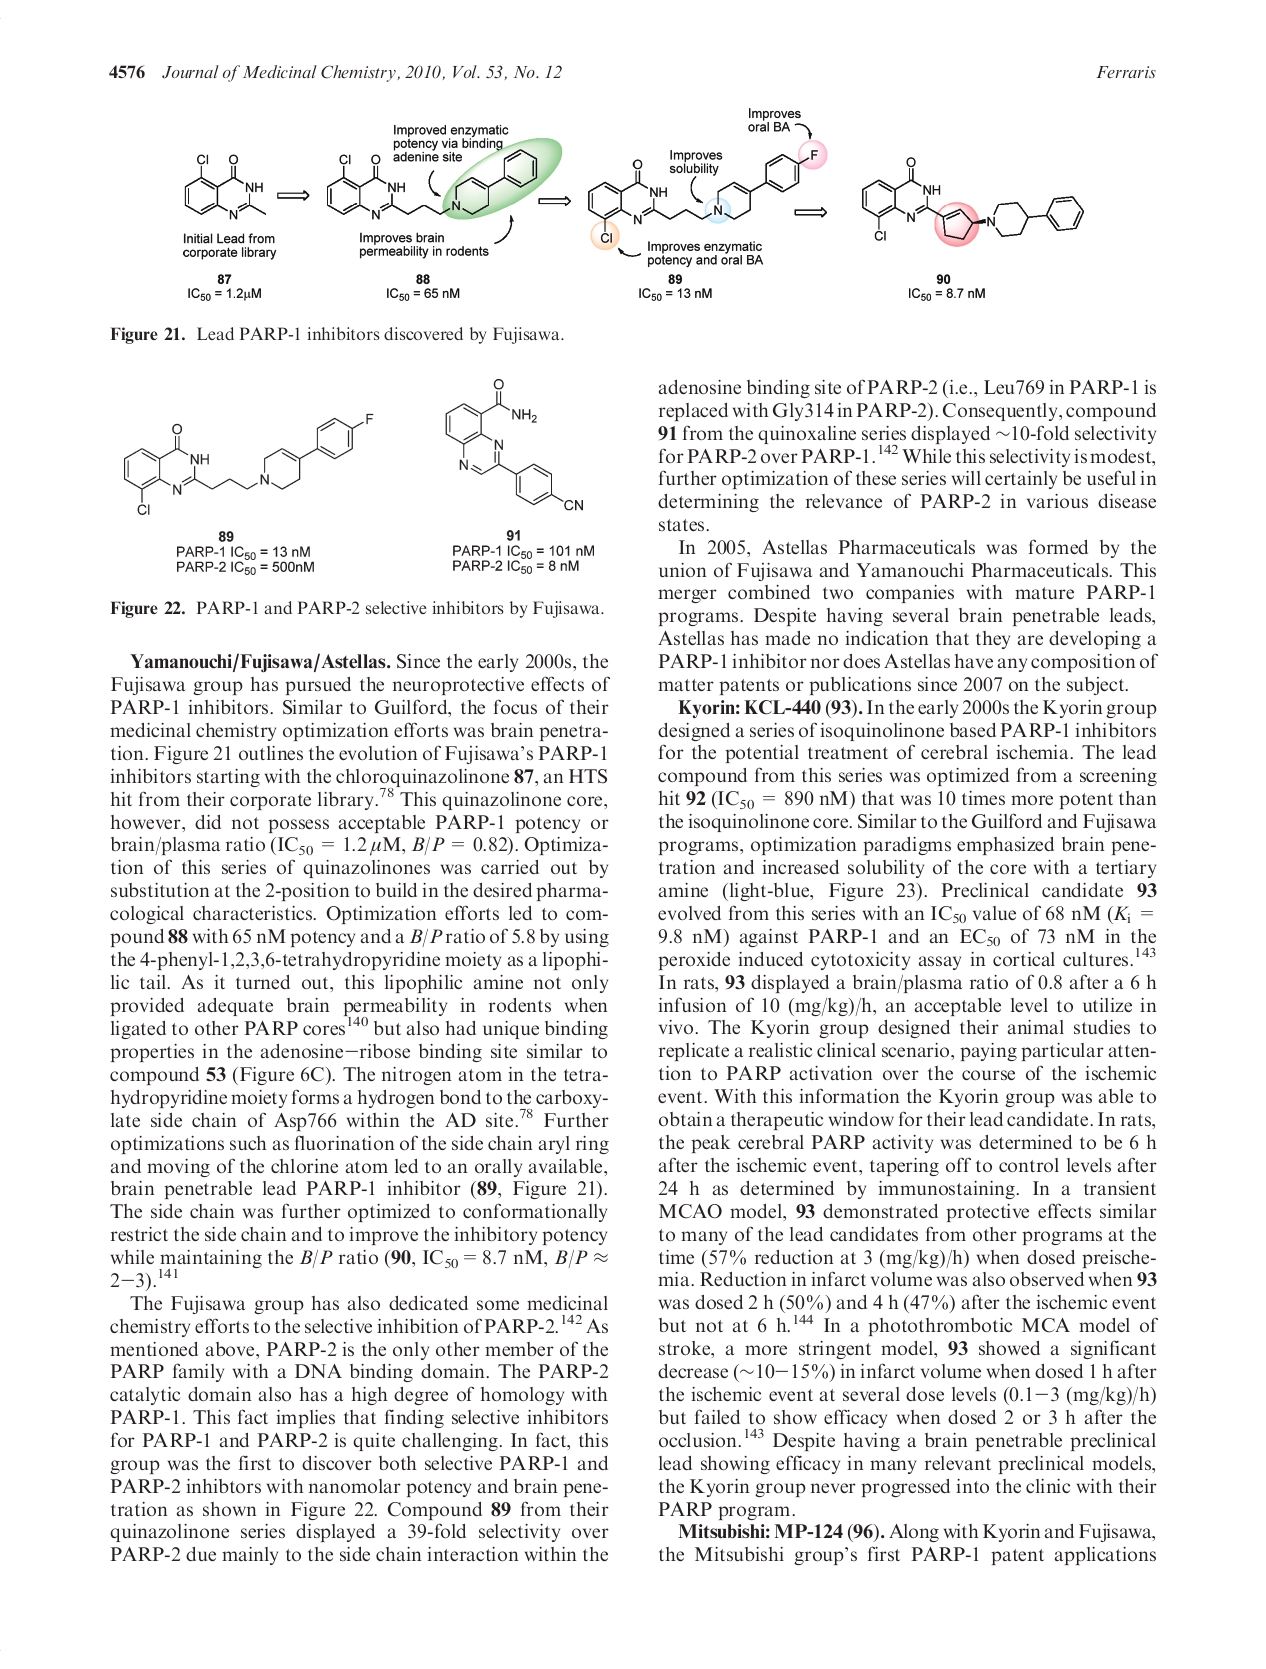 4576 Journal of Medicinal Chemistry, 2010, Vol. 53, No. 12 Ferraris
Improves
oral BA
Improved enzymatic
potency via binding
adenine site
Improves
solubility
Cl O NH N
Cl O NH N N
O NH N Cl N F
O NH N Cl N
Initial Lead from
corporate library
Improves brain
permeability in rodents
Improves enzymatic
potency and oral BA
87
IC50 = 1.2μM
88
IC50 = 65 nM
89
IC50 = 13 nM
90
IC50 = 8.7 nM
Figure 21. Lead PARP-1 inhibitors discovered by Fujisawa.
O NH N Cl N F
O NH2 N N CN
89
PARP-1 IC50 = 13 nM
PARP-2 IC50 = 500nM
91
PARP-1 IC50 = 101 nM
PARP-2 IC50 = 8 nM
Figure 22. PARP-1 and PARP-2 selective inhibitors by Fujisawa.
Yamanouchi/Fujisawa/Astellas. Since the early 2000s, the
Fujisawa group has pursued the neuroprotective effects of
PARP-1 inhibitors. Similar to Guilford, the focus of their
medicinal chemistry optimization efforts was brain penetra-
tion. Figure 21 outlines the evolution of Fujisawa's PARP-1
inhibitors starting with the chloroquinazolinone 87, an HTS
hit from their corporate library.78 This quinazolinone core,
however, did not possess acceptable PARP-1 potency or
brain/plasma ratio (IC50 = 1.2 μM, B/P = 0.82). Optimiza-
tion of this series of quinazolinones was carried out by
substitution at the 2-position to build in the desired pharma-
cological characteristics. Optimization efforts led to com-
pound 88 with 65 nM potency and a B/P ratio of 5.8 by using
the 4-phenyl-1,2,3,6-tetrahydropyridine moiety as a lipophi-
lic tail. As it turned out, this lipophilic amine not only
provided adequate brain permeability in rodents when
ligated to other PARP cores140 but also had unique binding
properties in the adenosine−ribose binding site similar to
compound 53 (Figure 6C). The nitrogen atom in the tetra-
hydropyridine moiety forms a hydrogen bond to the carboxy-
late side chain of Asp766 within the AD site.78 Further
optimizations such as fluorination of the side chain aryl ring
and moving of the chlorine atom led to an orally available,
brain penetrable lead PARP-1 inhibitor (89, Figure 21).
The side chain was further optimized to conformationally
restrict the side chain and to improve the inhibitory potency
while maintaining the B/P ratio (90, IC50 = 8.7 nM, B/P ≈
2−3).141
The Fujisawa group has also dedicated some medicinal
chemistry efforts to the selective inhibition of PARP-2.142 As
mentioned above, PARP-2 is the only other member of the
PARP family with a DNA binding domain. The PARP-2
catalytic domain also has a high degree of homology with
PARP-1. This fact implies that finding selective inhibitors
for PARP-1 and PARP-2 is quite challenging. In fact, this
group was the first to discover both selective PARP-1 and
PARP-2 inhibtors with nanomolar potency and brain pene-
tration as shown in Figure 22. Compound 89 from their
quinazolinone series displayed a 39-fold selectivity over
PARP-2 due mainly to the side chain interaction within the
adenosine binding site of PARP-2 (i.e., Leu769 in PARP-1 is
replaced with Gly314 in PARP-2). Consequently, compound
91 from the quinoxaline series displayed ∼10-fold selectivity
for PARP-2 over PARP-1.142 While this selectivity is modest,
further optimization of these series will certainly be useful in
determining the relevance of PARP-2 in various disease
states.
In 2005, Astellas Pharmaceuticals was formed by the
union of Fujisawa and Yamanouchi Pharmaceuticals. This
merger combined two companies with mature PARP-1
programs. Despite having several brain penetrable leads,
Astellas has made no indication that they are developing a
PARP-1 inhibitor nor does Astellas have any composition of
matter patents or publications since 2007 on the subject.
Kyorin: KCL-440 (93). In the early 2000s the Kyorin group
designed a series of isoquinolinone based PARP-1 inhibitors
for the potential treatment of cerebral ischemia. The lead
compound from this series was optimized from a screening
hit 92 (IC50 = 890 nM) that was 10 times more potent than
the isoquinolinone core. Similar to the Guilford and Fujisawa
programs, optimization paradigms emphasized brain pene-
tration and increased solubility of the core with a tertiary
amine (light-blue, Figure 23). Preclinical candidate 93
evolved from this series with an IC50 value of 68 nM (Ki =
9.8 nM) against PARP-1 and an EC50 of 73 nM in the
peroxide induced cytotoxicity assay in cortical cultures.143
In rats, 93 displayed a brain/plasma ratio of 0.8 after a 6 h
infusion of 10 (mg/kg)/h, an acceptable level to utilize in
vivo. The Kyorin group designed their animal studies to
replicate a realistic clinical scenario, paying particular atten-
tion to PARP activation over the course of the ischemic
event. With this information the Kyorin group was able to
obtain a therapeutic window for their lead candidate. In rats,
the peak cerebral PARP activity was determined to be 6 h
after the ischemic event, tapering off to control levels after
24 h as determined by immunostaining. In a transient
MCAO model, 93 demonstrated protective effects similar
to many of the lead candidates from other programs at the
time (57% reduction at 3 (mg/kg)/h) when dosed preische-
mia. Reduction in infarct volume was also observed when 93
was dosed 2 h (50%) and 4 h (47%) after the ischemic event
but not at 6 h.144 In a photothrombotic MCA model of
stroke, a more stringent model, 93 showed a significant
decrease (∼10−15%) in infarct volume when dosed 1 h after
the ischemic event at several dose levels (0.1−3 (mg/kg)/h)
but failed to show efficacy when dosed 2 or 3 h after the
occlusion.143 Despite having a brain penetrable preclinical
lead showing efficacy in many relevant preclinical models,
the Kyorin group never progressed into the clinic with their
PARP program.
Mitsubishi: MP-124 (96). Along with Kyorin and Fujisawa,
the Mitsubishi group's first PARP-1 patent applications